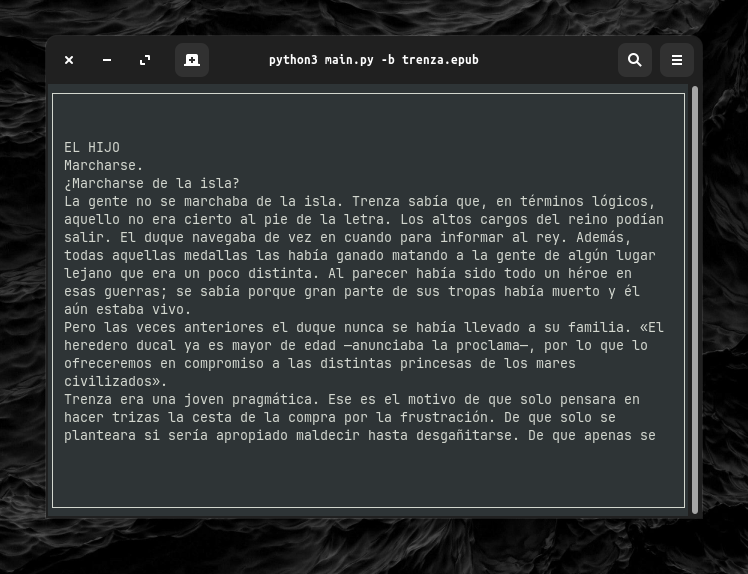 python3 main.py -b trenza.epub
EL HIJO
Marcharse.
¿Marcharse de la isla?
La gente no se marchaba de la isla. Trenza sabía que, en términos lógicos,
aquello no era cierto al pie de la letra. Los altos cargos del reino podían
salir. El duque navegaba de vez en cuando para informar al rey. Además,
todas aquellas medallas las había ganado matando a la gente de algún lugar
lejano que era un poco distinta. Al parecer había sido todo un héroe en
esas guerras; se sabía porque gran parte de sus tropas había muerto y él
aún estaba vivo.
Pero las veces anteriores el duque nunca se había llevado a su familia. «El
heredero ducal ya es mayor de edad —anunciaba la proclama—, por lo que lo
ofreceremos en compromiso a las distintas princesas de los mares
civilizados».
Trenza era una joven pragmática. Ese es el motivo de que solo pensara en
hacer trizas la cesta de la compra por la frustración. De que solo se
planteara si sería apropiado maldecir hasta desgañitarse. De que apenas se